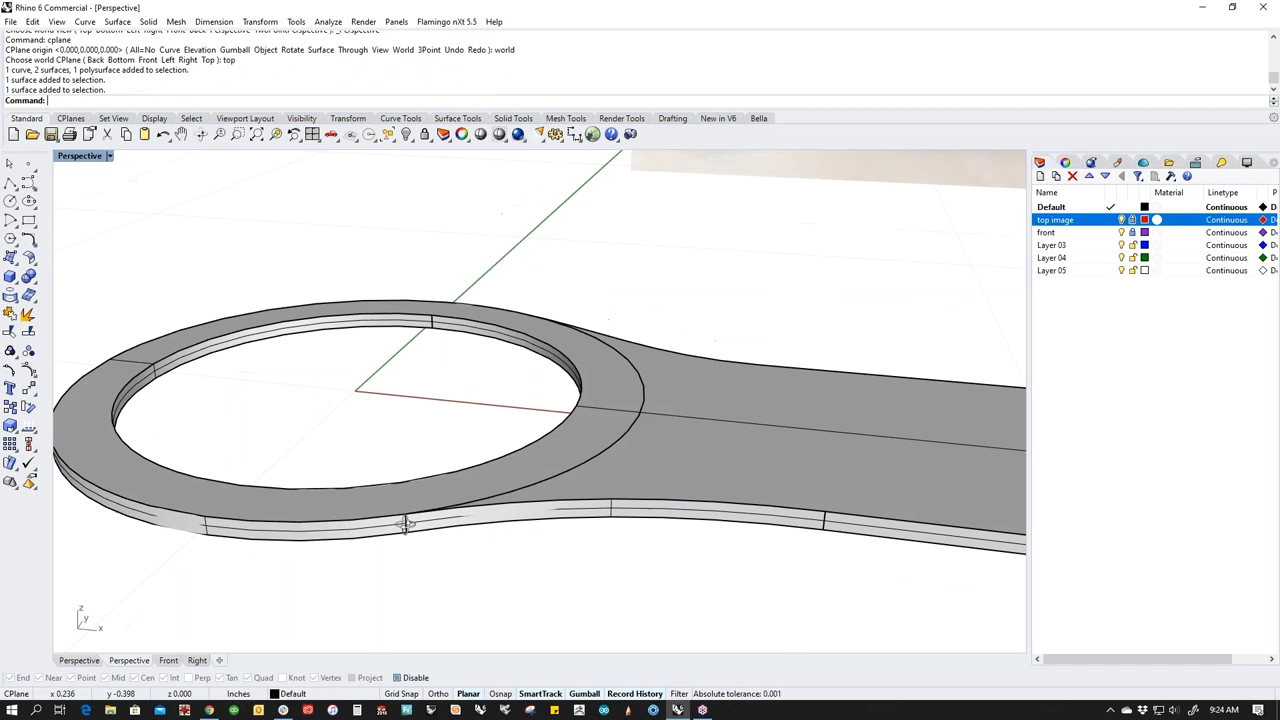 Rhino 6 Commercial - [Perspective]
File Edit View Curve Surface Solid Mesh Dimension Transform Tools Analyze Render Panels Flamingo nXt 5.5 Help
Command: cplane
CPlane origin <0.000,0.000,0.000> ( All=No Curve Elevation Gumball Object Rotate Surface Through View World 3Point Undo Redo ): world
Choose world CPlane ( Back Bottom Front Left Right Top ): top
1 curve, 2 surfaces, 1 polysurface added to selection.
1 surface added to selection.
1 surface added to selection.
Command:
Standard CPlanes Set View Display Select Viewport Layout Visibility Transform Curve Tools Surface Tools Solid Tools Mesh Tools Render Tools Drafting New in V6 Bella
Perspective
Name Material Linetype P
Default Continuous D
top image Continuous
front Continuous
Layer 03 Continuous
Layer 04 Continuous
Layer 05 Continuous
z
y
x
Perspective Perspective Front Right
End Near Point Mid Cen Int Perp Tan Quad Knot Vertex Project Disable
CPlane x 0.236 y -0.398 z 0.000 Inches Default Grid Snap Ortho Planar Osnap SmartTrack Gumball Record History Filter Absolute tolerance: 0.001
9:24 AM